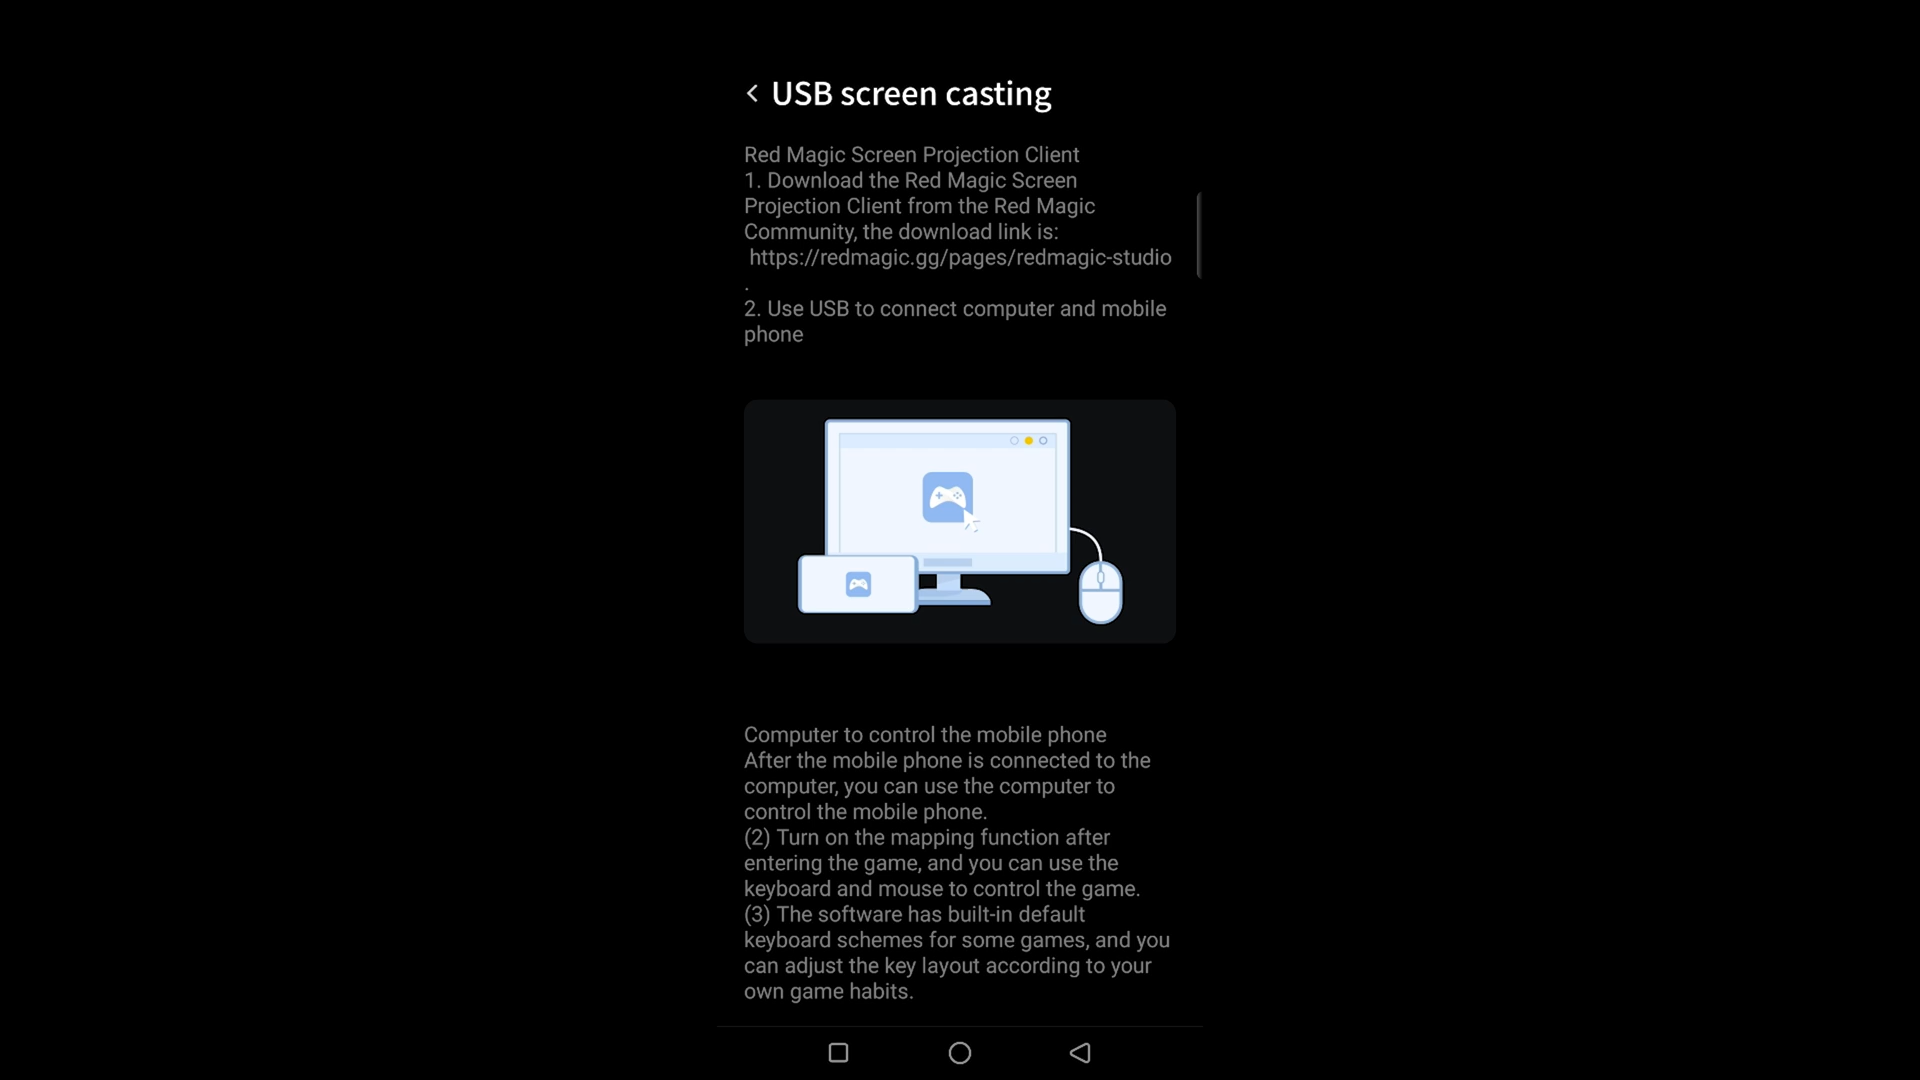 USB screen casting
Red Magic Screen Projection Client
1. Download the Red Magic Screen
Projection Client from the Red Magic
Community, the download link is:
https://redmagic.gg/pages/redmagic-studio
.
2. Use USB to connect computer and mobile
phone
Computer to control the mobile phone
After the mobile phone is connected to the
computer, you can use the computer to
control the mobile phone.
(2) Turn on the mapping function after
entering the game, and you can use the
keyboard and mouse to control the game.
(3) The software has built-in default
keyboard schemes for some games, and you
can adjust the key layout according to your
own game habits.